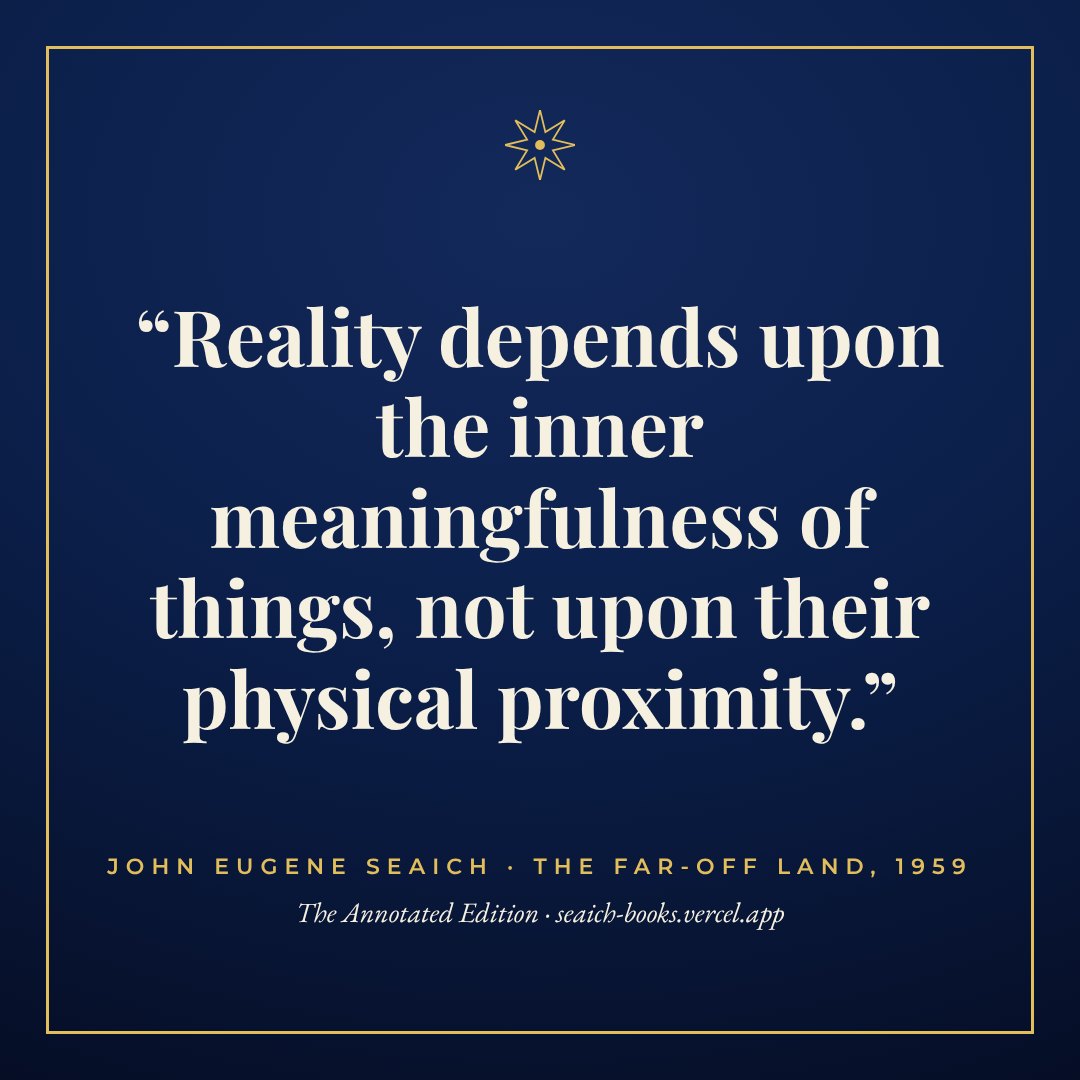 “Reality depends upon
the inner
meaningfulness of
things, not upon their
physical proximity.”
JOHN EUGENE SEAICH · THE FAR-OFF LAND, 1959
The Annotated Edition · seaich-books.vercel.app